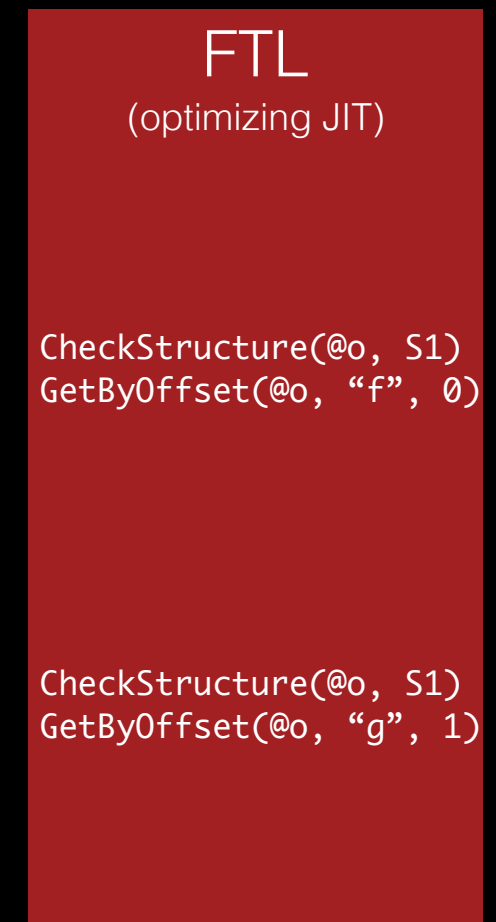 FTL
(optimizing JIT)
CheckStructure(@o, S1)
GetByOffset(@o, “f”, 0)
CheckStructure(@o, S1)
GetByOffset(@o, “g”, 1)